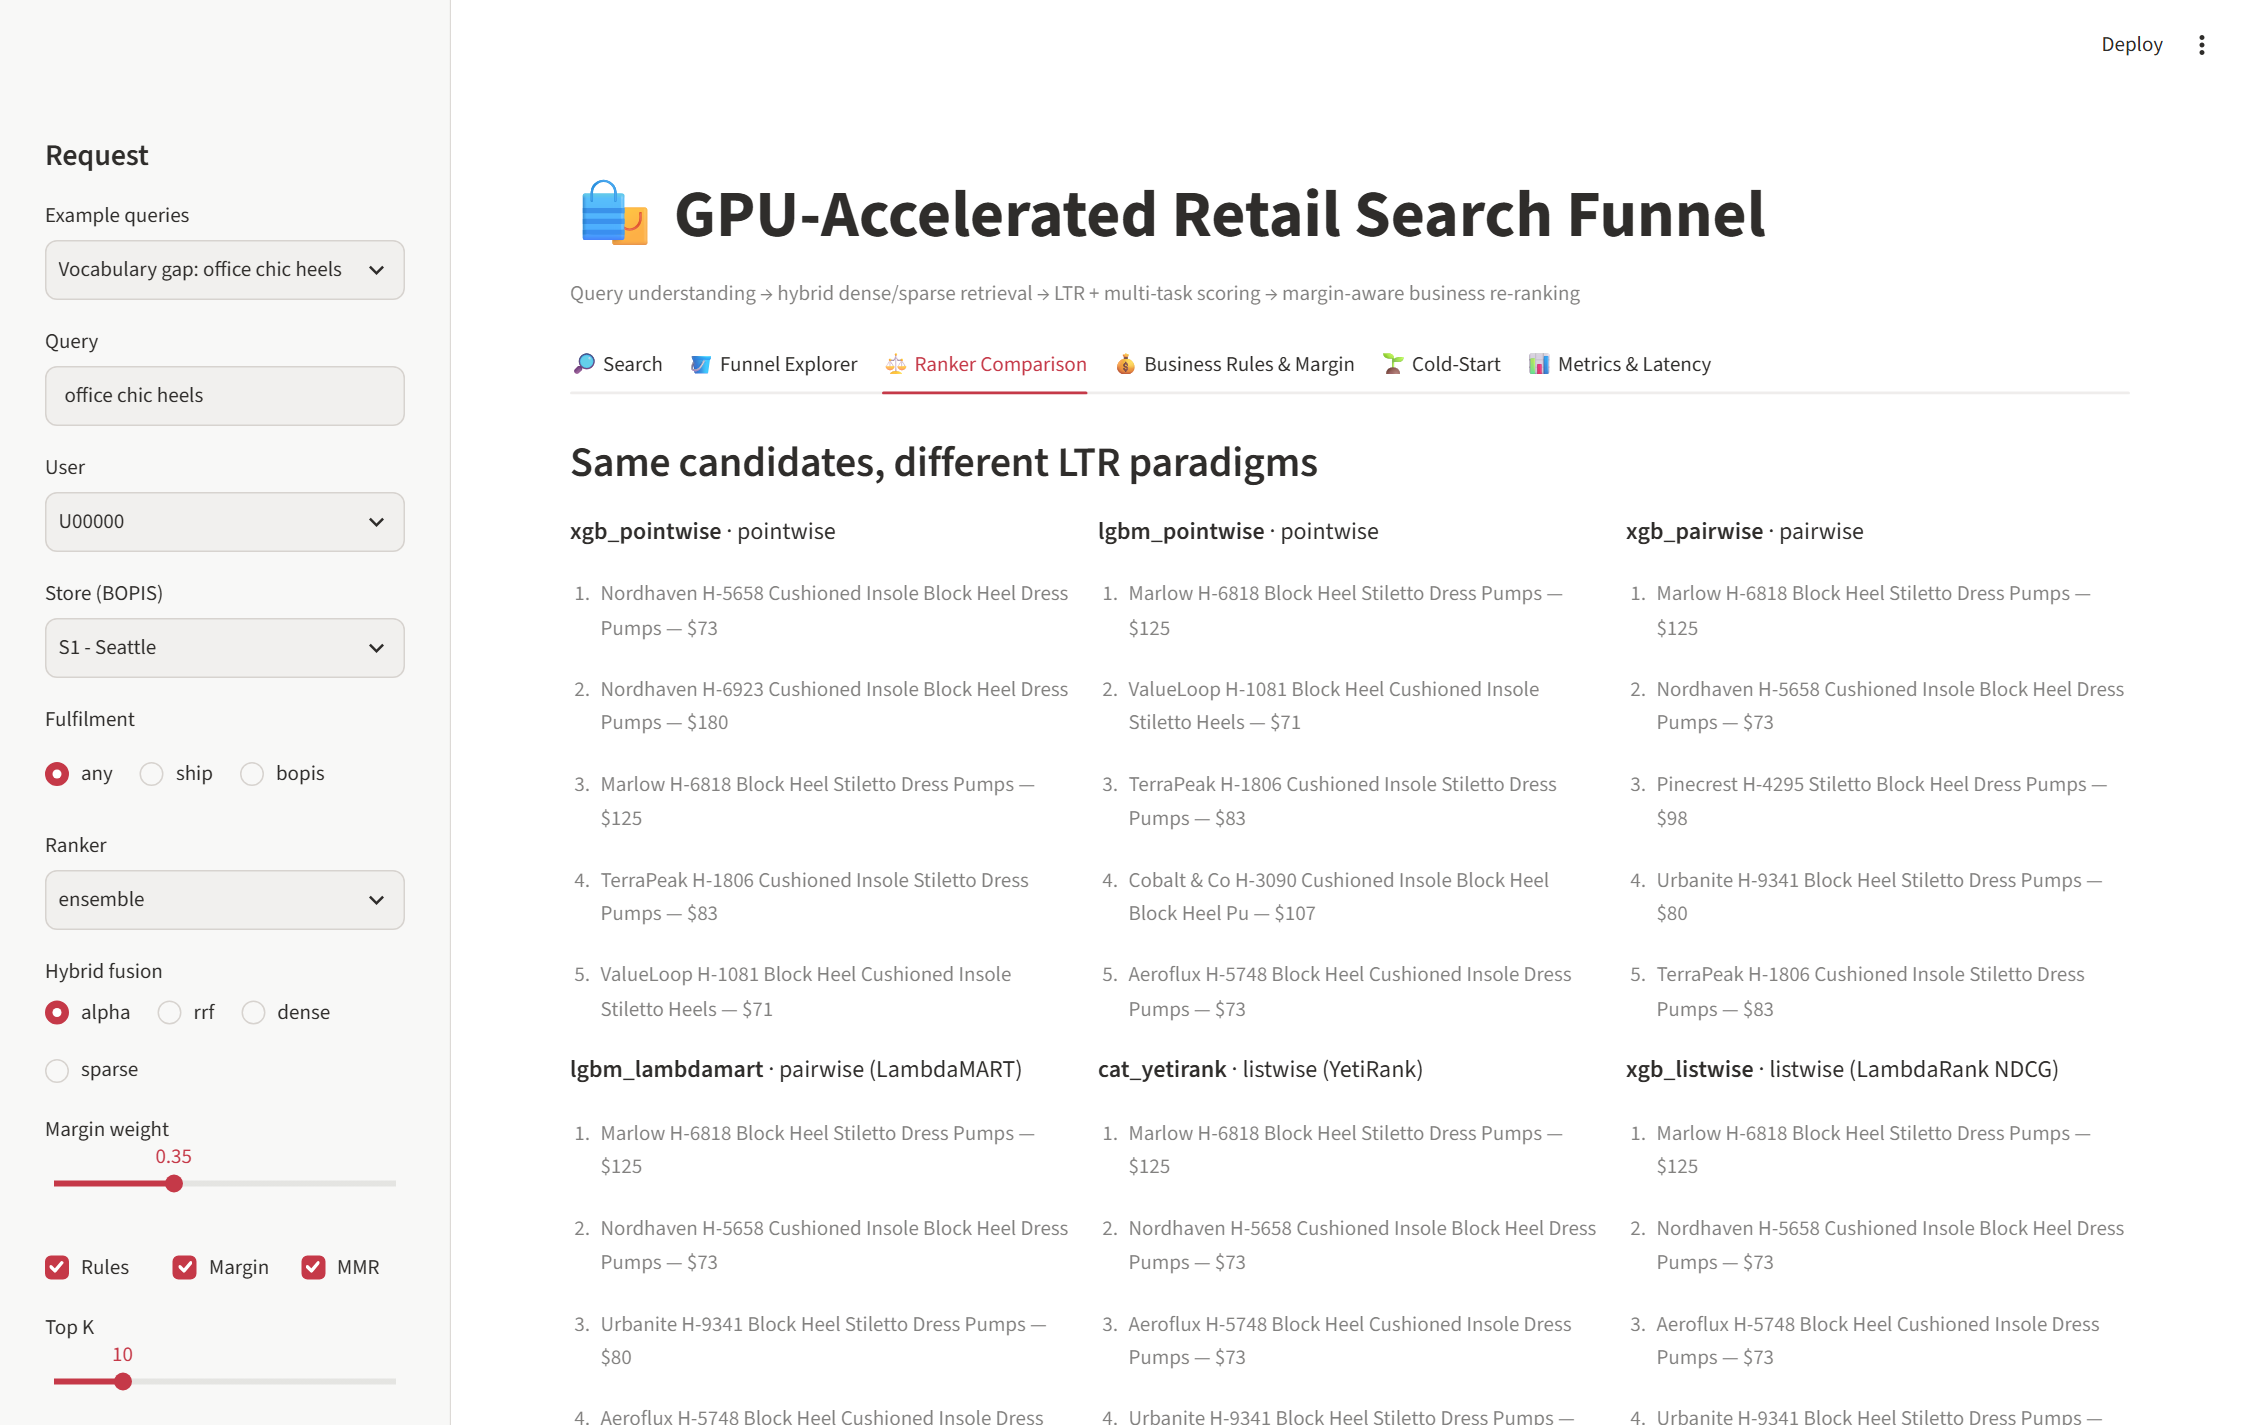 Deploy
Request
Example queries
Vocabulary gap: office chic heels
Query
office chic heels
User
U00000
Store (BOPIS)
S1 - Seattle
Fulfilment
any
ship
bopis
Ranker
ensemble
Hybrid fusion
alpha
rrf
dense
sparse
Margin weight
0.35
Rules
Margin
MMR
Top K
10
GPU-Accelerated Retail Search Funnel
Query understanding → hybrid dense/sparse retrieval → LTR + multi-task scoring → margin-aware business re-ranking
Search
Funnel Explorer
Ranker Comparison
Business Rules & Margin
Cold-Start
Metrics & Latency
Same candidates, different LTR paradigms
xgb_pointwise · pointwise
1. Nordhaven H-5658 Cushioned Insole Block Heel Dress
Pumps — $73
2. Nordhaven H-6923 Cushioned Insole Block Heel Dress
Pumps — $180
3. Marlow H-6818 Block Heel Stiletto Dress Pumps —
$125
4. TerraPeak H-1806 Cushioned Insole Stiletto Dress
Pumps — $83
5. ValueLoop H-1081 Block Heel Cushioned Insole
Stiletto Heels — $71
lgbm_pointwise · pointwise
1. Marlow H-6818 Block Heel Stiletto Dress Pumps —
$125
2. ValueLoop H-1081 Block Heel Cushioned Insole
Stiletto Heels — $71
3. TerraPeak H-1806 Cushioned Insole Stiletto Dress
Pumps — $83
4. Cobalt & Co H-3090 Cushioned Insole Block Heel
Block Heel Pu — $107
5. Aeroflux H-5748 Block Heel Cushioned Insole Dress
Pumps — $73
xgb_pairwise · pairwise
1. Marlow H-6818 Block Heel Stiletto Dress Pumps —
$125
2. Nordhaven H-5658 Cushioned Insole Block Heel Dress
Pumps — $73
3. Pinecrest H-4295 Stiletto Block Heel Dress Pumps —
$98
4. Urbanite H-9341 Block Heel Stiletto Dress Pumps —
$80
5. TerraPeak H-1806 Cushioned Insole Stiletto Dress
Pumps — $83
lgbm_lambdamart · pairwise (LambdaMART)
1. Marlow H-6818 Block Heel Stiletto Dress Pumps —
$125
2. Nordhaven H-5658 Cushioned Insole Block Heel Dress
Pumps — $73
3. Urbanite H-9341 Block Heel Stiletto Dress Pumps —
$80
4. Aeroflux H-5748 Block Heel Cushioned Insole Dress
cat_yetirank · listwise (YetiRank)
1. Marlow H-6818 Block Heel Stiletto Dress Pumps —
$125
2. Nordhaven H-5658 Cushioned Insole Block Heel Dress
Pumps — $73
3. Aeroflux H-5748 Block Heel Cushioned Insole Dress
Pumps — $73
4. Urbanite H-9341 Block Heel Stiletto Dress Pumps —
xgb_listwise · listwise (LambdaRank NDCG)
1. Marlow H-6818 Block Heel Stiletto Dress Pumps —
$125
2. Nordhaven H-5658 Cushioned Insole Block Heel Dress
Pumps — $73
3. Aeroflux H-5748 Block Heel Cushioned Insole Dress
Pumps — $73
4. Urbanite H-9341 Block Heel Stiletto Dress Pumps —